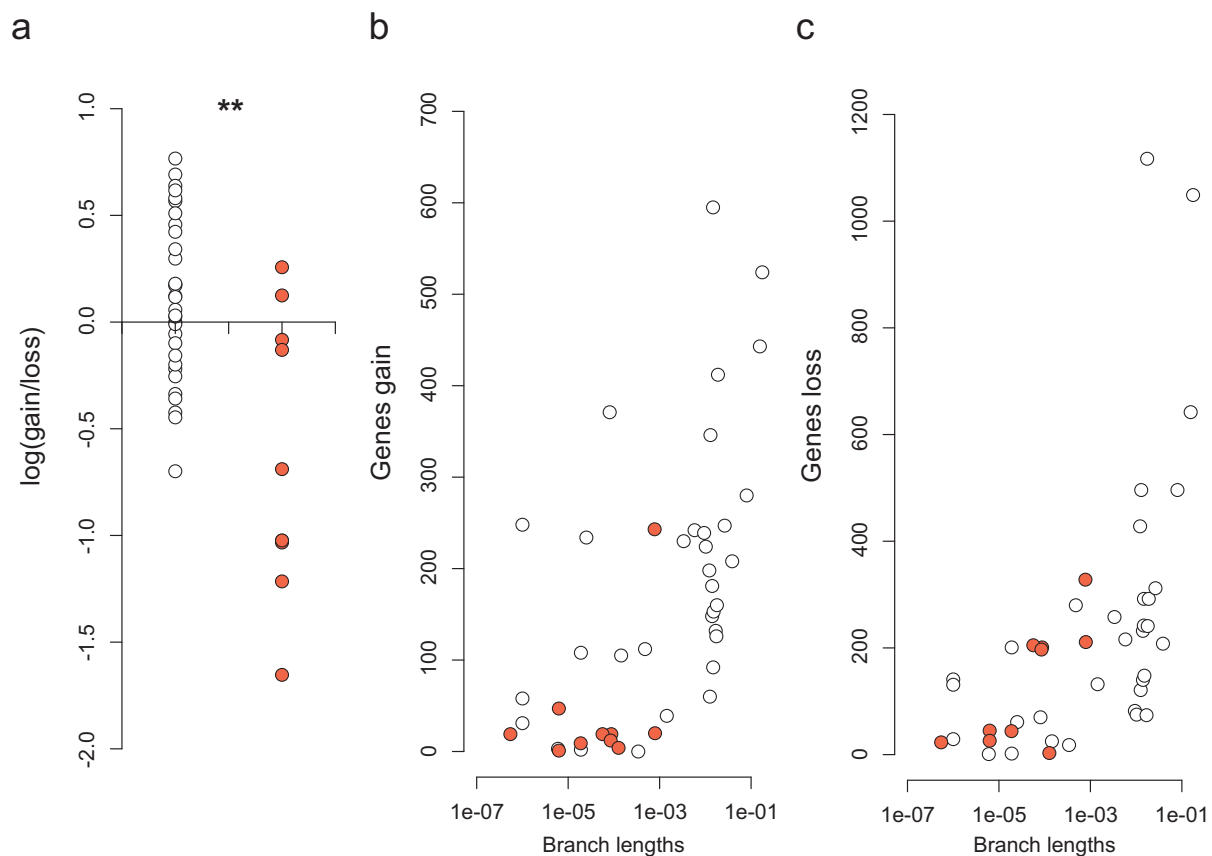 a
b
c
**
log(gain/loss)
1.0
0.5
0.0
-0.5
-1.0
-1.5
-2.0
Genes gain
700
600
500
400
300
200
100
0
1e-07 1e-05 1e-03 1e-01
Branch lengths
Genes loss
1200
1000
800
600
400
200
0
1e-07 1e-05 1e-03 1e-01
Branch lengths